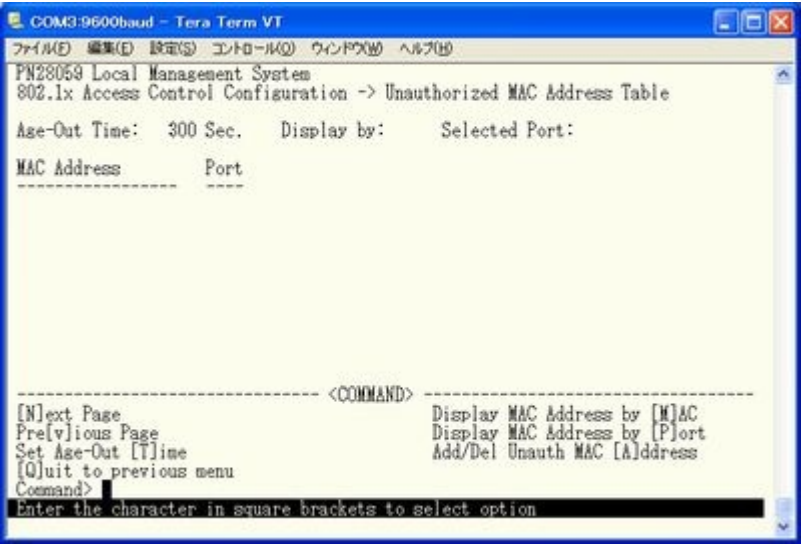 COM3:9600baud - Tera Term VT
ファイル(F) 編集(E) 設定(S) コントロール(O) ウィンドウ(W) ヘルプ(H)
PN28059 Local Management System
802.1x Access Control Configuration -> Unauthorized MAC Address Table
Age-Out Time: 300 Sec. Display by: Selected Port:
MAC Address Port
----------------- ----
-------------------------------- <COMMAND> -----------------------------------
[N]ext Page Display MAC Address by [M]AC
Pre[v]ious Page Display MAC Address by [P]ort
Set Age-Out [T]ime Add/Del Unauth MAC [A]ddress
[Q]uit to previous menu
Command>
Enter the character in square brackets to select option